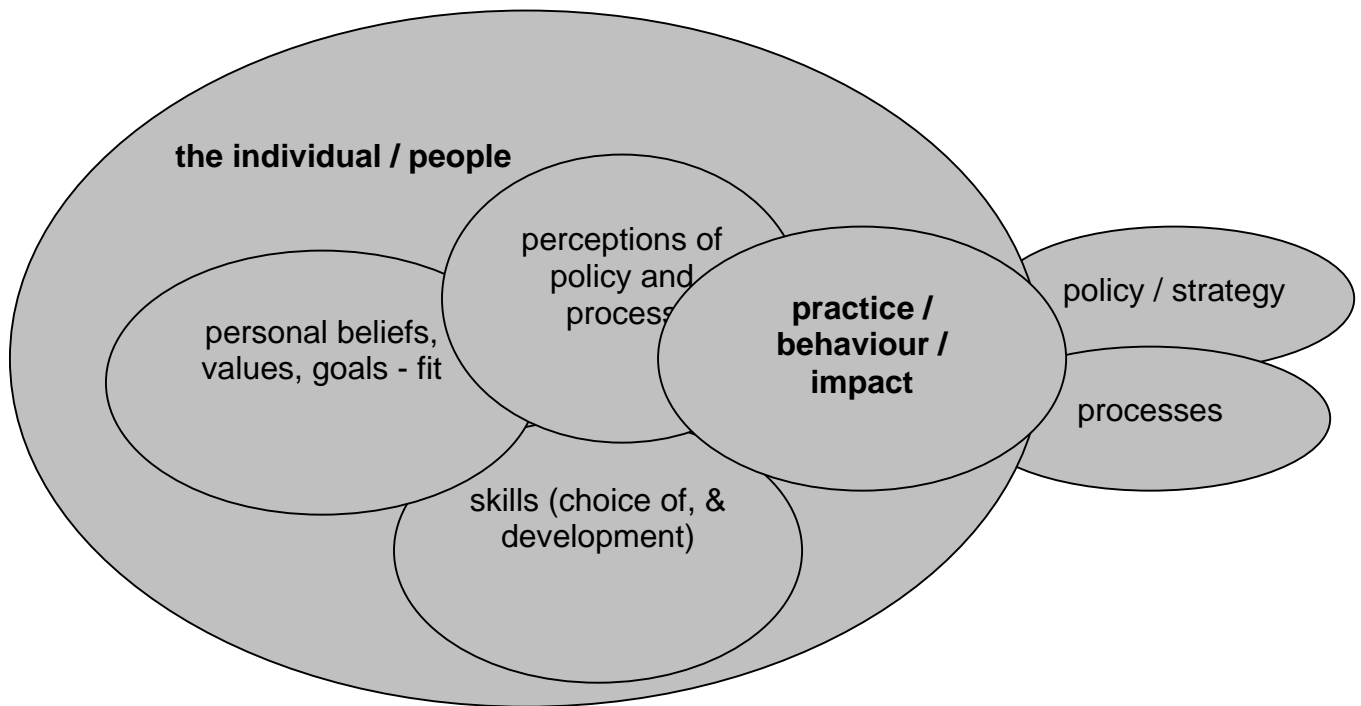 the individual / people
perceptions of
policy and
process
personal beliefs,
values, goals - fit
practice /
behaviour /
impact
policy / strategy
processes
skills (choice of, &
development)